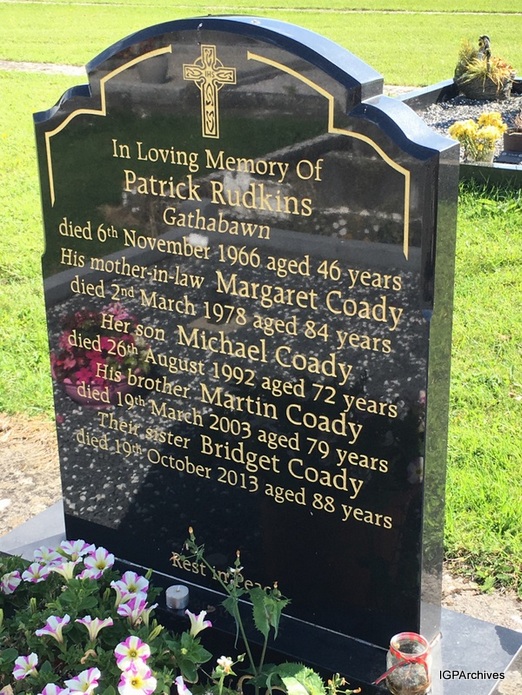 In Loving Memory Of
Patrick Rudkins
Gathabawn
died 6th November 1966 aged 46 years
His mother-in-law Margaret Coady
died 2nd March 1978 aged 84 years
Her son Michael Coady
died 26th August 1992 aged 72 years
His brother Martin Coady
died 19th March 2003 aged 79 years
Their sister Bridget Coady
died 19th October 2013 aged 88 years
Rest in Peace
IGPArchives